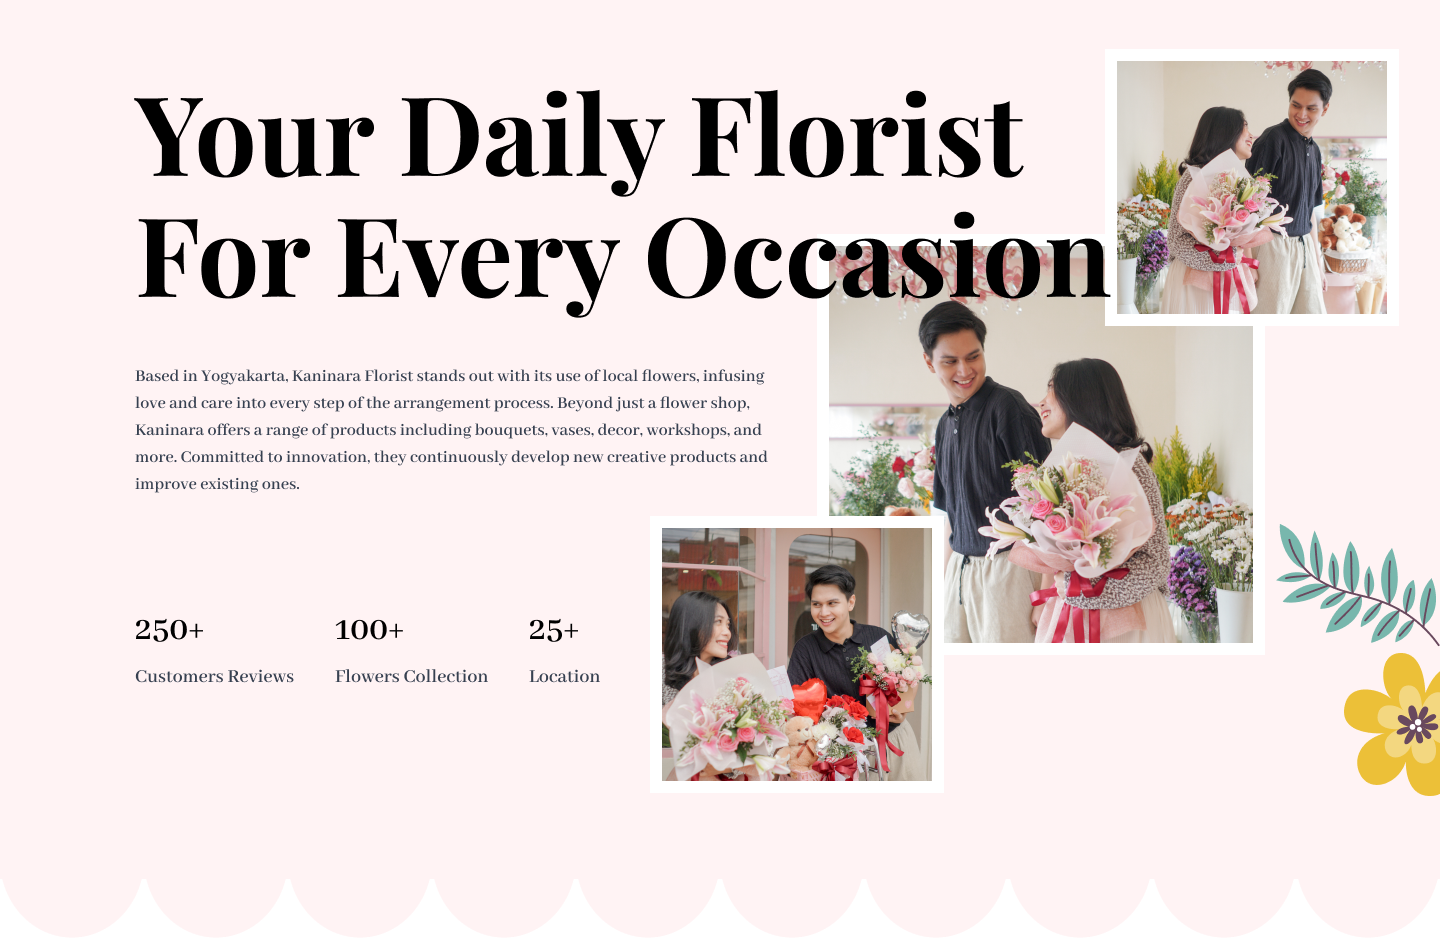 Your Daily Florist
For Every Occasion
Based in Yogyakarta, Kaninara Florist stands out with its use of local flowers, infusing
love and care into every step of the arrangement process. Beyond just a flower shop,
Kaninara offers a range of products including bouquets, vases, decor, workshops, and
more. Committed to innovation, they continuously develop new creative products and
improve existing ones.
250+
Customers Reviews
100+
Flowers Collection
25+
Location